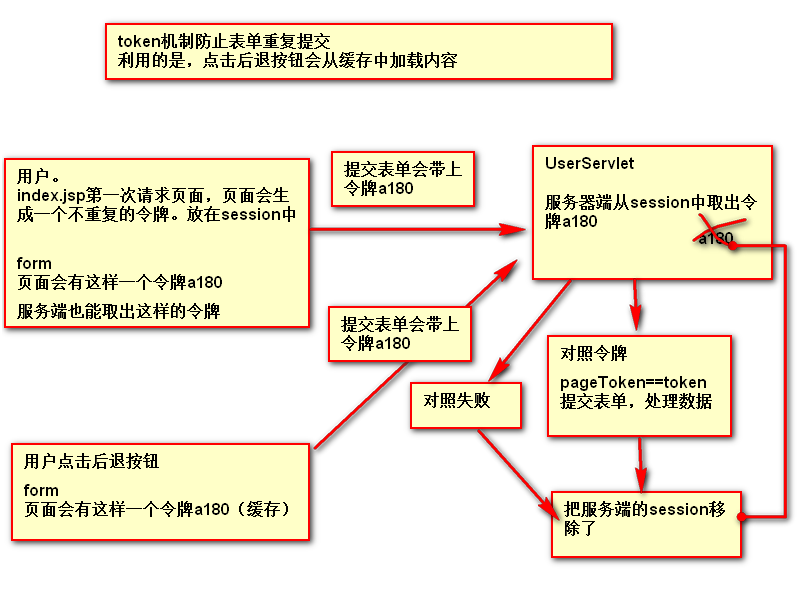 token机制防止表单重复提交
利用的是，点击后退按钮会从缓存中加载内容
用户。
index.jsp第一次请求页面，页面会生
成一个不重复的令牌。放在session中
form
页面会有这样一个令牌a180
服务端也能取出这样的令牌
提交表单会带上
令牌a180
UserServlet
服务器端从session中取出令
牌a180
a180
提交表单会带上
令牌a180
对照失败
对照令牌
pageToken==token
提交表单，处理数据
用户点击后退按钮
form
页面会有这样一个令牌a180（缓存）
把服务端的session移
除了